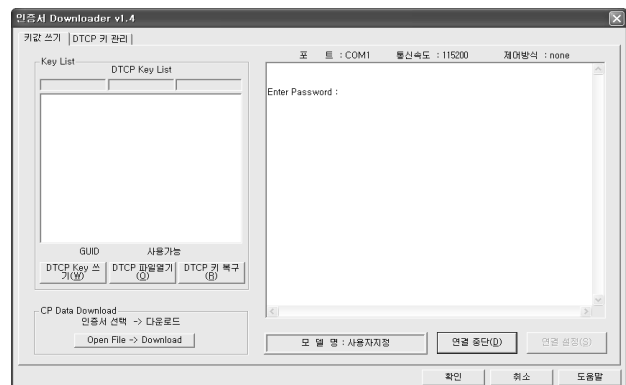 인증서 Downloader v1.4
키값 쓰기
DTCP 키 관리
Key List
DTCP Key List
GUID 사용가능
DTCP Key 쓰
기(W)
DTCP 파일열기
(O)
DTCP 키 복구
(R)
CP Data Download
인증서 선택 -> 다운로드
Open File -> Download
포 트 : COM1 통신속도 : 115200 제어방식 : none
Enter Password :
모 델 명 : 사용자지정
연결 중단(D)
연결 설정(S)
확인
취소
도움말